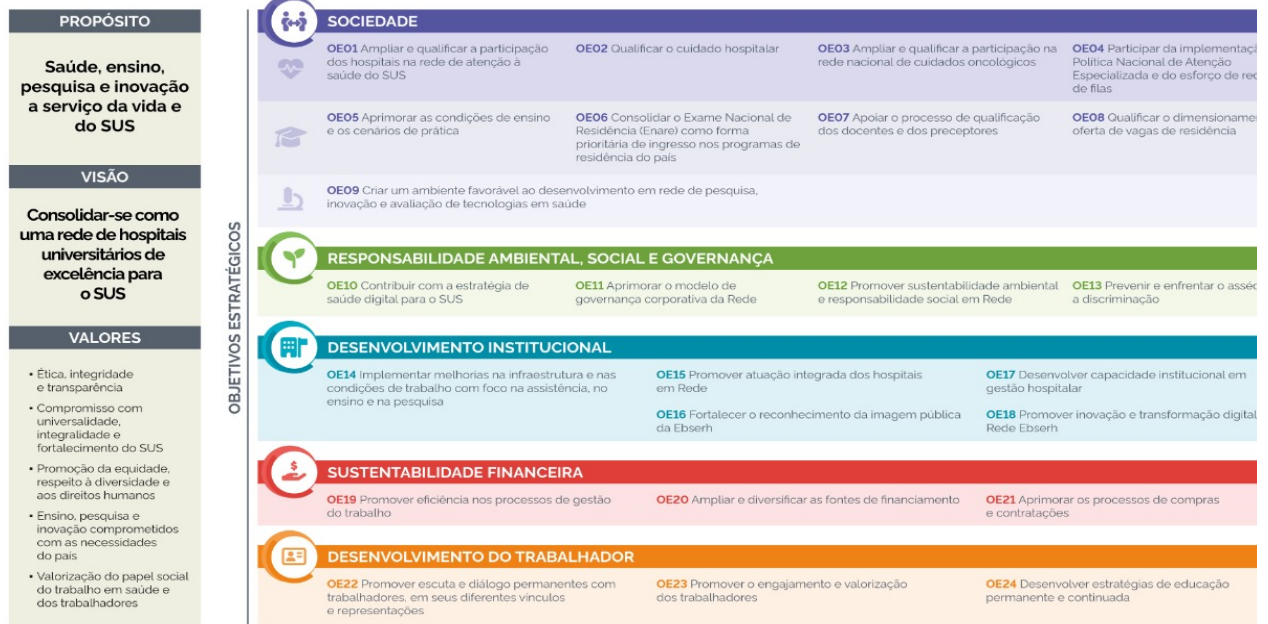 PROPÓSITO
Saúde, ensino,
pesquisa e inovação
a serviço da vida e
do SUS
VISÃO
Consolidar-se como
uma rede de hospitais
universitários de
excelência para
o SUS
VALORES
• Ética, integridade
e transparência
• Compromisso com
universalidade,
integralidade e
fortalecimento do SUS
• Promoção da equidade,
respeito à diversidade e
aos direitos humanos
• Ensino, pesquisa e
inovação comprometidos
com as necessidades
do país
• Valorização do papel social
do trabalho em saúde e
dos trabalhadores
OBJETIVOS ESTRATÉGICOS
SOCIEDADE
OE01 Ampliar e qualificar a participação
dos hospitais na rede de atenção à
saúde do SUS
OE02 Qualificar o cuidado hospitalar
OE03 Ampliar e qualificar a participação na
rede nacional de cuidados oncológicos
OE04 Participar da
Política Nacional de Atenção
Especializada e do esforço de
de filas
OE05 Aprimorar as condições de ensino
e os cenários de prática
OE06 Consolidar o Exame Nacional de
Residência (Enare) como forma
prioritária de ingresso nos programas de
residência do país
OE07 Apoiar o processo de qualificação
dos docentes e dos preceptores
OE08 Qualificar o
oferta de vagas de residência
OE09 Criar um ambiente favorável ao desenvolvimento em rede de pesquisa,
inovação e avaliação de tecnologias em saúde
RESPONSABILIDADE AMBIENTAL, SOCIAL E GOVERNANÇA
OE10 Contribuir com a estratégia de
saúde digital para o SUS
OE11 Aprimorar o modelo de
governança corporativa da Rede
OE12 Promover sustentabilidade ambiental
e responsabilidade social em Rede
OE13 Prevenir e enfrentar o
a discriminação
DESENVOLVIMENTO INSTITUCIONAL
OE14 Implementar melhorias na infraestrutura e nas
condições de trabalho com foco na assistência, no
ensino e na pesquisa
OE15 Promover atuação integrada dos hospitais
em Rede
OE16 Fortalecer o reconhecimento da imagem pública
da Ebserh
OE17 Desenvolver capacidade institucional em
gestão hospitalar
OE18 Promover inovação e transformação digital
Rede Ebserh
$
SUSTENTABILIDADE FINANCEIRA
OE19 Promover eficiência nos processos de gestão
do trabalho
OE20 Ampliar e diversificar as fontes de financiamento
OE21 Aprimorar os processos de compras
e contratações
DESENVOLVIMENTO DO TRABALHADOR
OE22 Promover escuta e diálogo permanentes com
trabalhadores, em seus diferentes vínculos
e representações
OE23 Promover o engajamento e valorização
dos trabalhadores
OE24 Desenvolver estratégias de educação
permanente e continuada